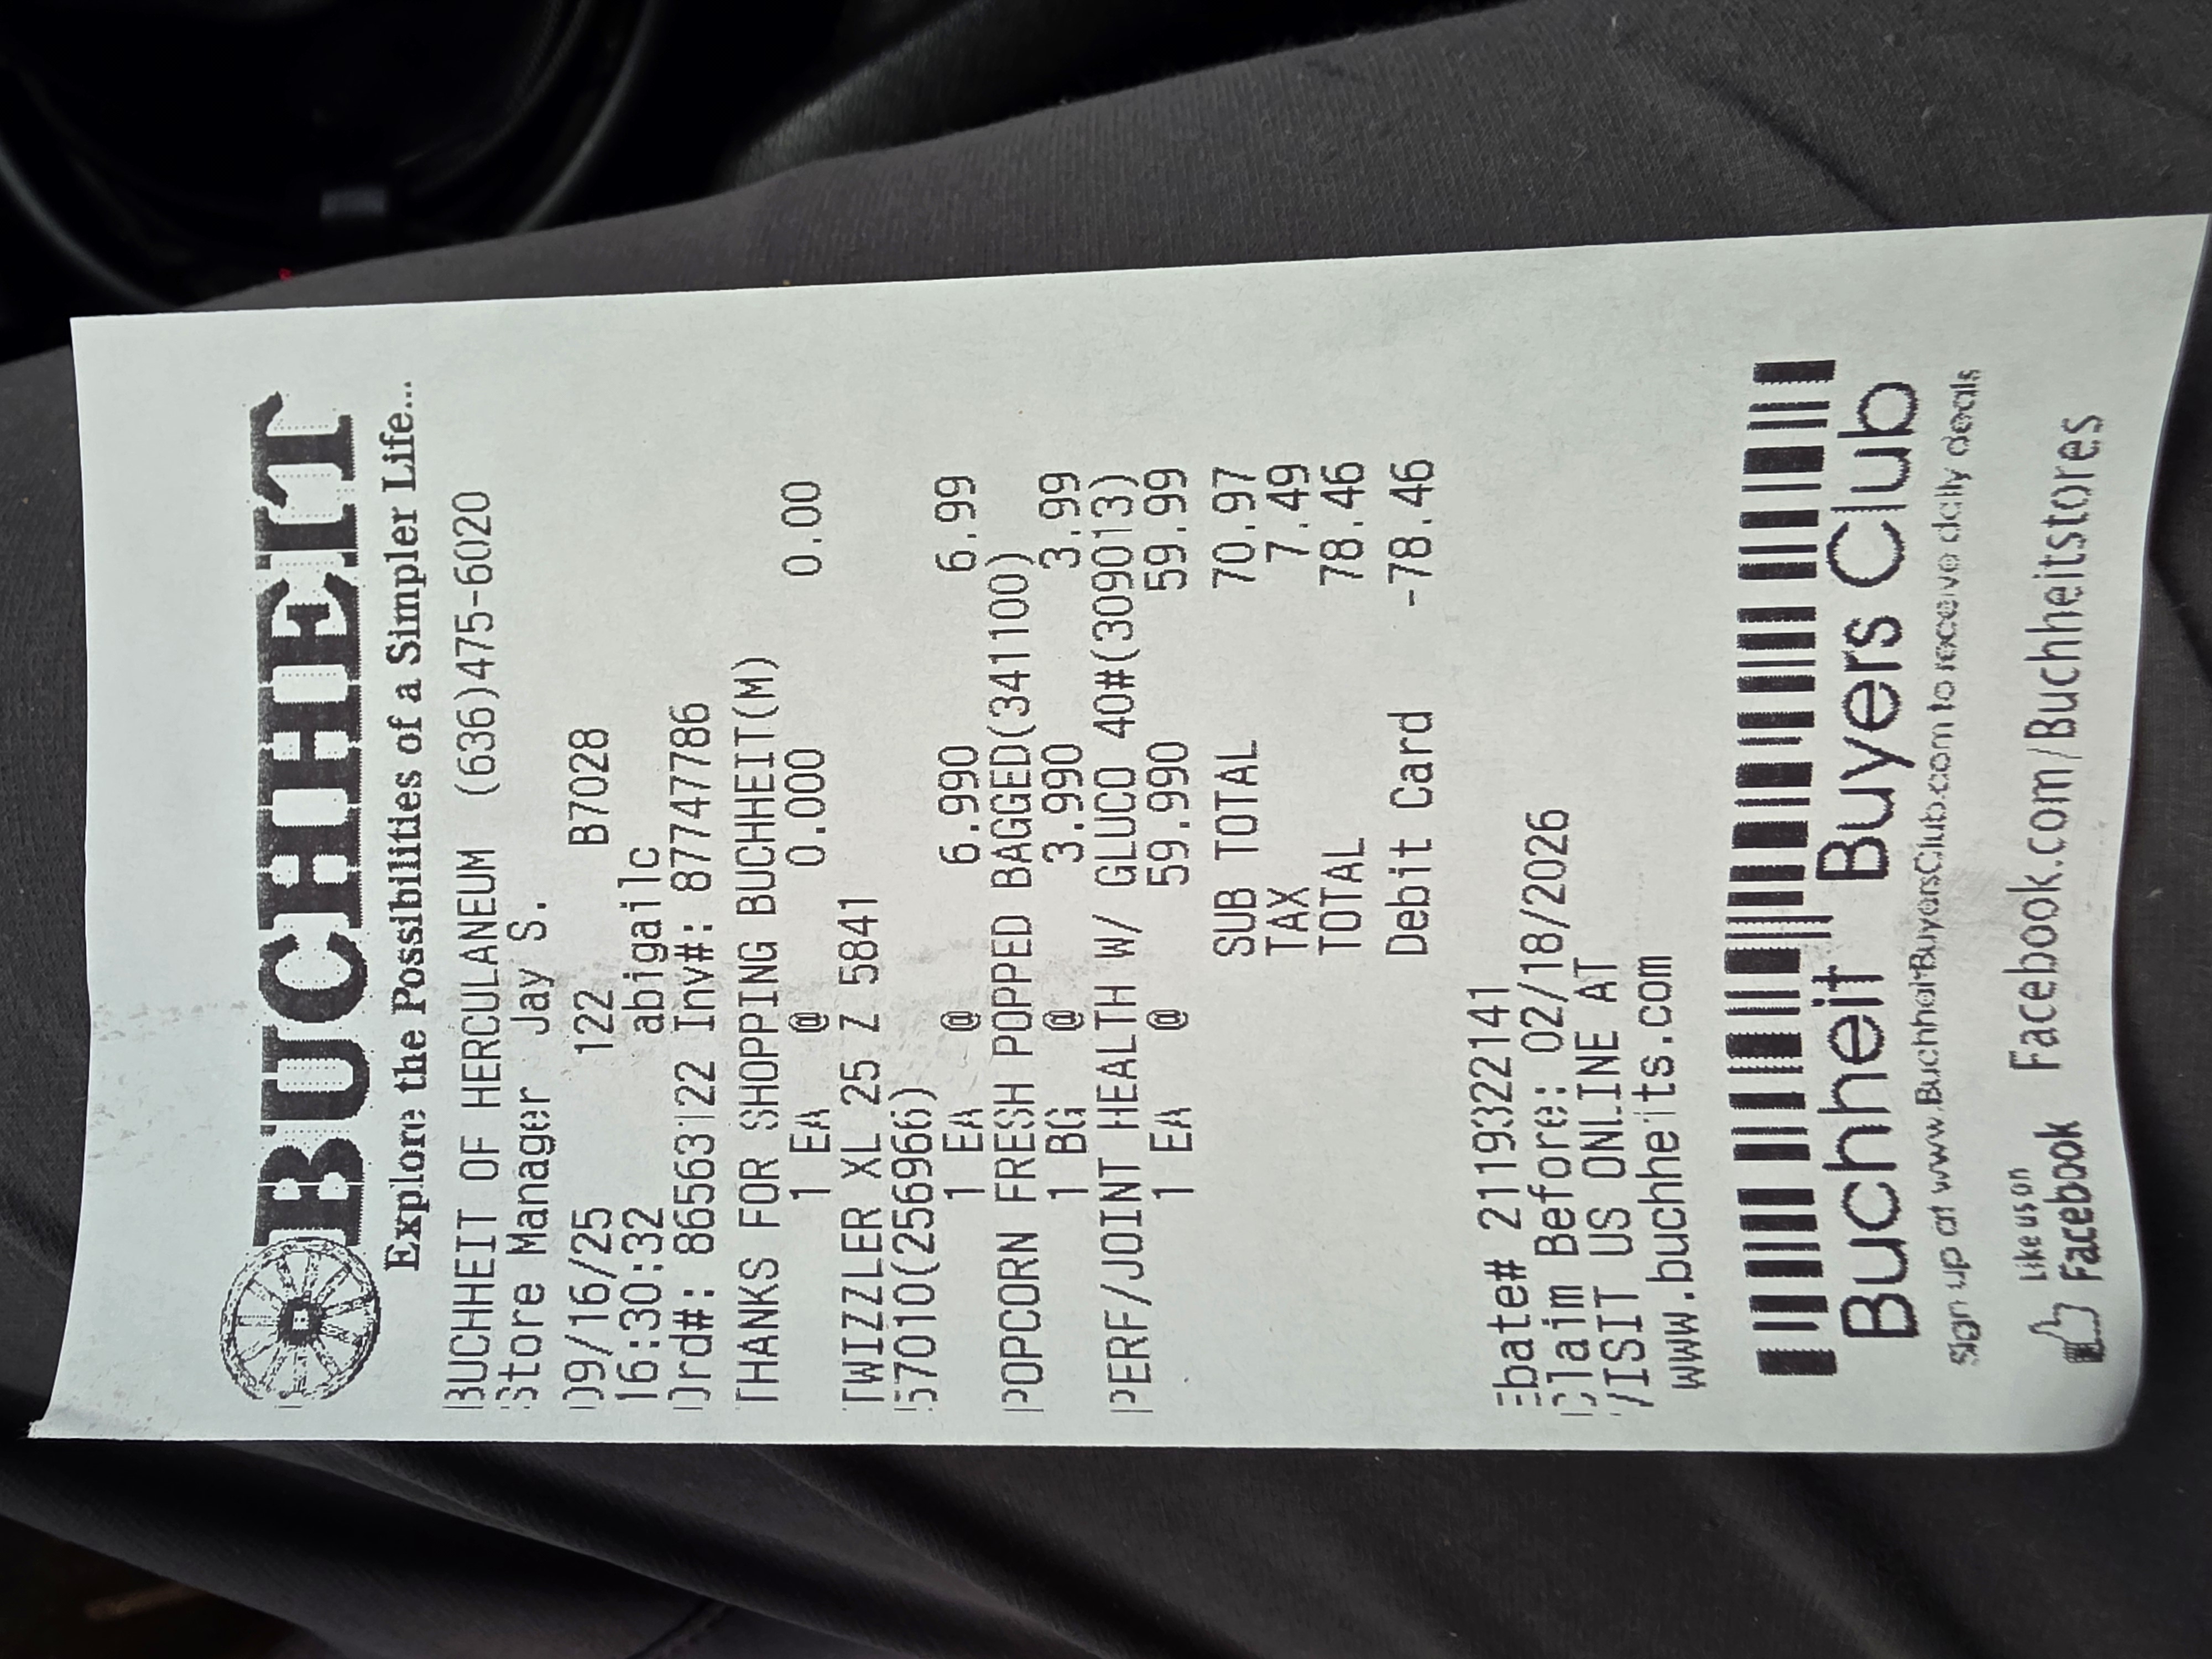 BUCHHEIT
Explore the Possibilities of a Simpler Life...
BUCHHEIT OF HERCULANEUM (636)475-6020
Store Manager Jay S.
09/16/25 122 B7028
16:30:32 abigailc
Ord#: 86563122 Inv#: 87747786
THANKS FOR SHOPPING BUCHHEIT(M)
1 EA @ 0.000 0.00
TWIZZLER XL 25 Z 5841
57010(256966)
1 EA @ 6.990 6.99
POPCORN FRESH POPPED BAGGED(341100)
1 BG @ 3.990 3.99
PERF/JOINT HEALTH W/ GLUCO 40#(309013)
1 EA @ 59.990 59.99
SUB TOTAL 70.97
TAX 7.49
TOTAL 78.46
Debit Card -78.46
Ebate# 2119322141
Claim Before: 02/18/2026
VISIT US ONLINE AT
www.buchheits.com
Buchheit Buyers Club
Sign up at www.BuchheitBuyersClub.com to receive daily deals
Like us on
Facebook Facebook.com/Buchheitstores